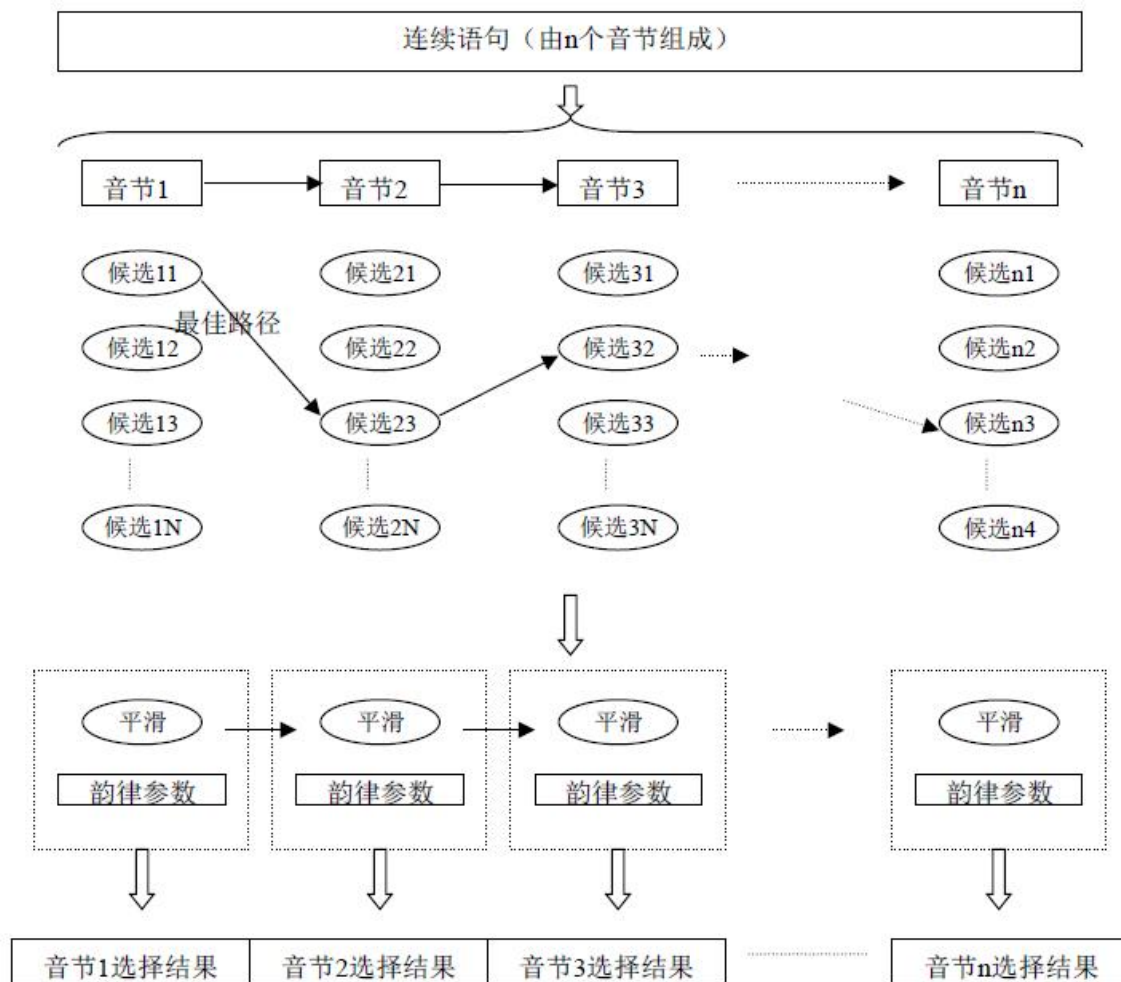 连续语句（由n个音节组成）
音节1 音节2 音节3 音节n
候选11 候选21 候选31 候选n1
最佳路径
候选12 候选22 候选32 候选n2
候选13 候选23 候选33 候选n3
候选1N 候选2N 候选3N 候选n4
平滑 平滑 平滑 平滑
韵律参数 韵律参数 韵律参数 韵律参数
音节1选择结果 音节2选择结果 音节3选择结果 音节n选择结果